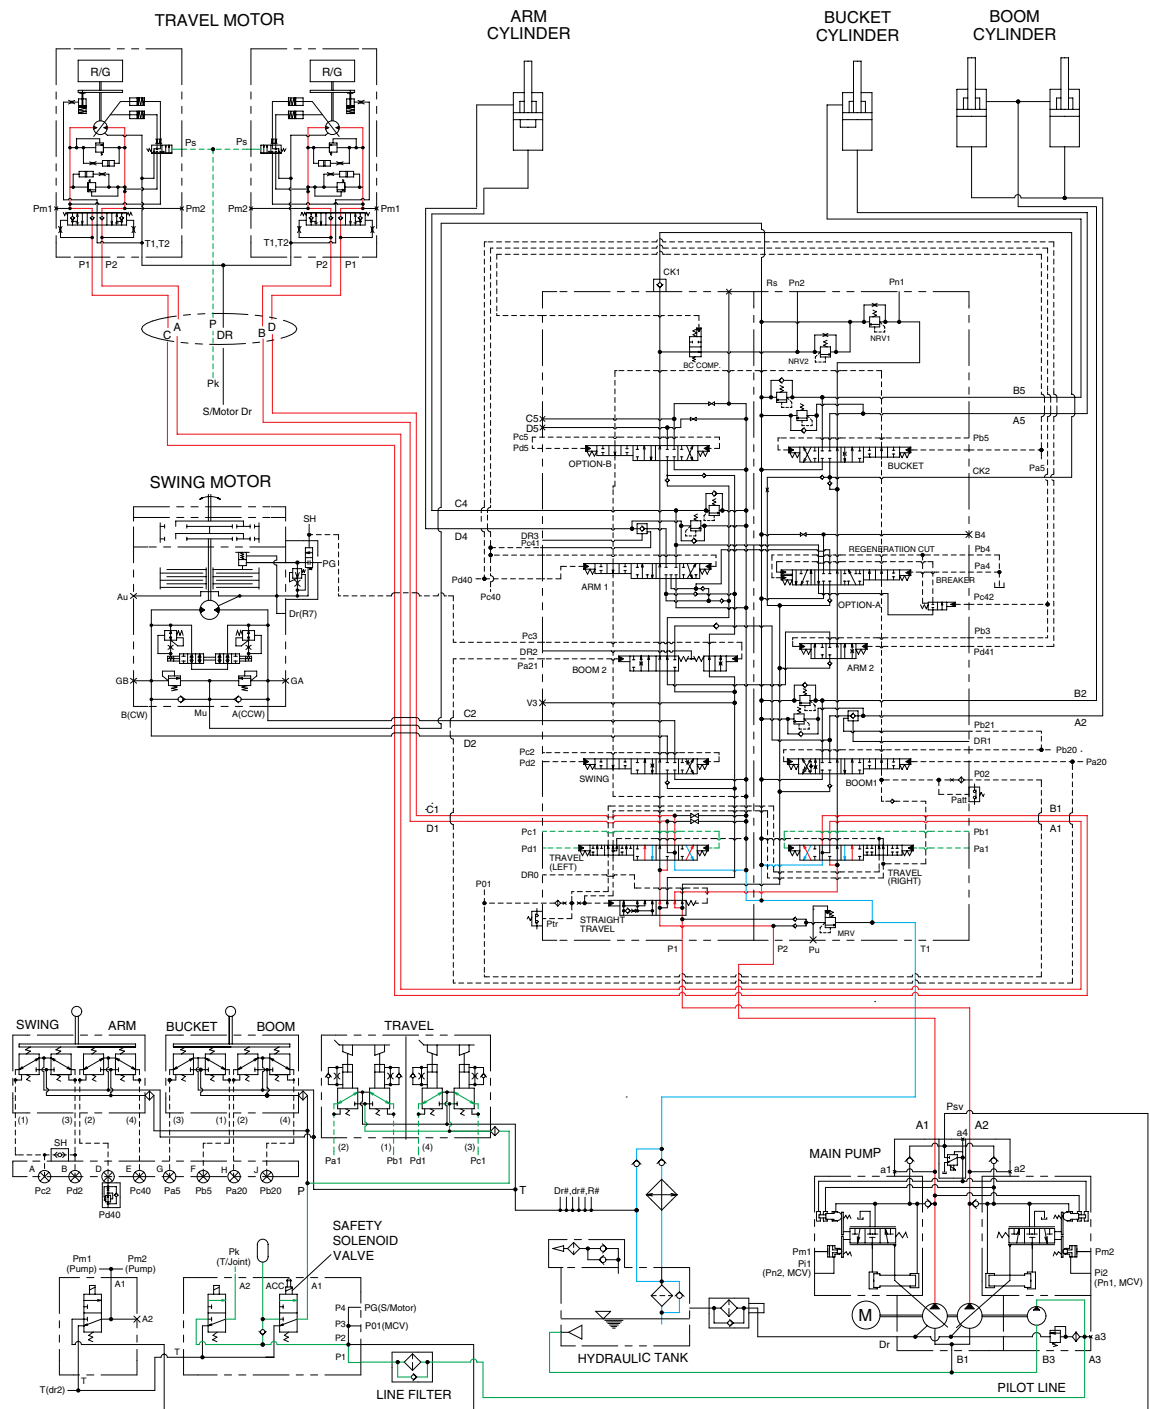 TRAVEL MOTOR
ARM
CYLINDER
BUCKET
CYLINDER
BOOM
CYLINDER
R/G
R/G
Ps
Ps
Pm1
Pm2
Pm2
Pm1
T1,T2
T1,T2
P1
P2
P2
P1
C
A
P
DR
B
D
Pk
S/Motor Dr
CK1
Rs
Pn2
Pn1
NRV1
NRV2
BC COMP.
C5
D5
Pc5
Pd5
OPTION-B
B5
A5
Pb5
BUCKET
Pa5
CK2
SWING MOTOR
SH
PG
Au
Dr(R7)
GB
GA
B(CW)
Mu
A(CCW)
C4
D4
DR3
Pc41
Pd40
Pc40
ARM 1
B4
REGENERATIION CUT
Pb4
Pa4
BREAKER
OPTION-A
Pc42
Pc3
DR2
Pa21
BOOM 2
Pb3
Pd41
ARM 2
V3
C2
D2
B2
A2
Pb21
DR1
Pc2
Pd2
SWING
Pb20
Pa20
BOOM1
P02
Patt
C1
D1
B1
A1
Pc1
Pd1
TRAVEL
(LEFT)
Pb1
Pa1
TRAVEL
(RIGHT)
DR0
P01
Ptr
STRAIGHT
TRAVEL
MRV
P1
P2
Pu
T1
SWING
ARM
BUCKET
BOOM
TRAVEL
(1)
(3)
(2)
(4)
(3)
(1)
(2)
(4)
(2)
(1)
(4)
(3)
Pa1
Pb1
Pd1
Pc1
SH
A
B
D
E
G
F
H
J
Pc2
Pd2
Pc40
Pa5
Pb5
Pa20
Pb20
Pd40
P
T
Dr#,dr#,R#
Psv
A1
A2
a4
MAIN PUMP
a1
a2
Pm1
Pi1
(Pn2, MCV)
Pm2
Pi2
(Pn1, MCV)
M
Dr
a3
B1
B3
A3
PILOT LINE
HYDRAULIC TANK
SAFETY
SOLENOID
VALVE
Pm1
(Pump)
Pm2
(Pump)
A1
A2
T
T(dr2)
Pk
(T/Joint)
A2
ACC
A1
P4
PG(S/Motor)
P3
P01(MCV)
P2
P1
T
LINE FILTER